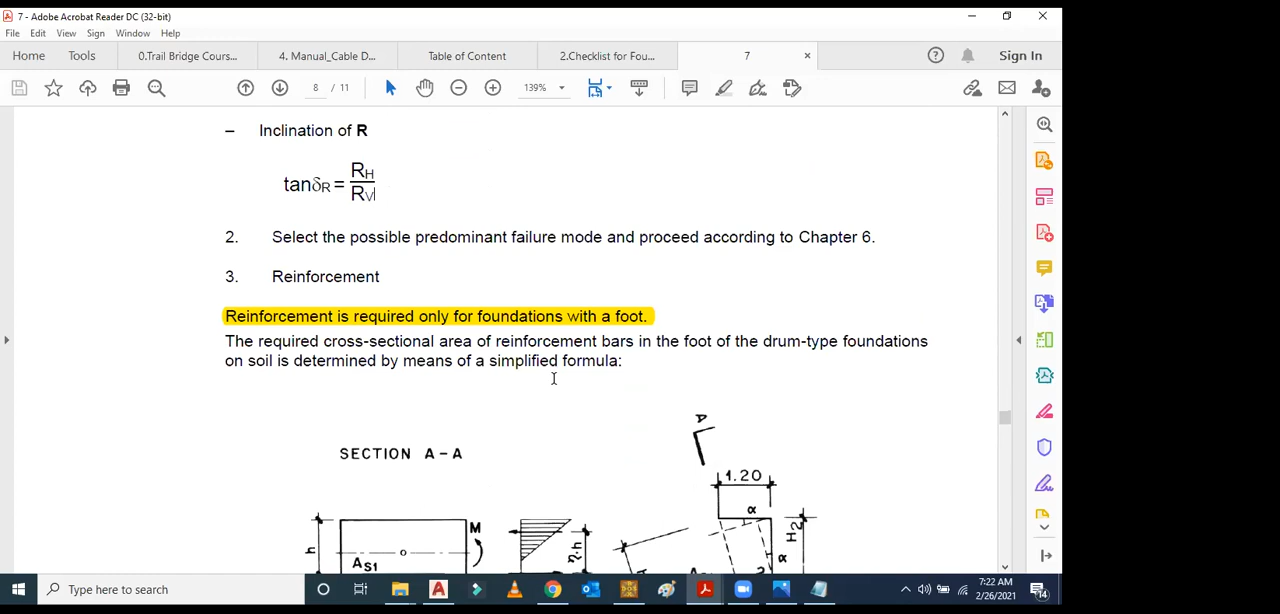 7 - Adobe Acrobat Reader DC (32-bit)
File Edit View Sign Window Help
Home Tools 0.Trail Bridge Cours... 4. Manual_Cable D... Table of Content 2.Checklist for Fou... 7 × Sign In
8 / 11 139%
– Inclination of R
tanδR = RH
RV
2. Select the possible predominant failure mode and proceed according to Chapter 6.
3. Reinforcement
Reinforcement is required only for foundations with a foot.
The required cross-sectional area of reinforcement bars in the foot of the drum-type foundations
on soil is determined by means of a simplified formula:
A
SECTION A-A
1.20
α
M
h
H2
η.h
α
AS1
Type here to search
7:22 AM
2/26/2021
14